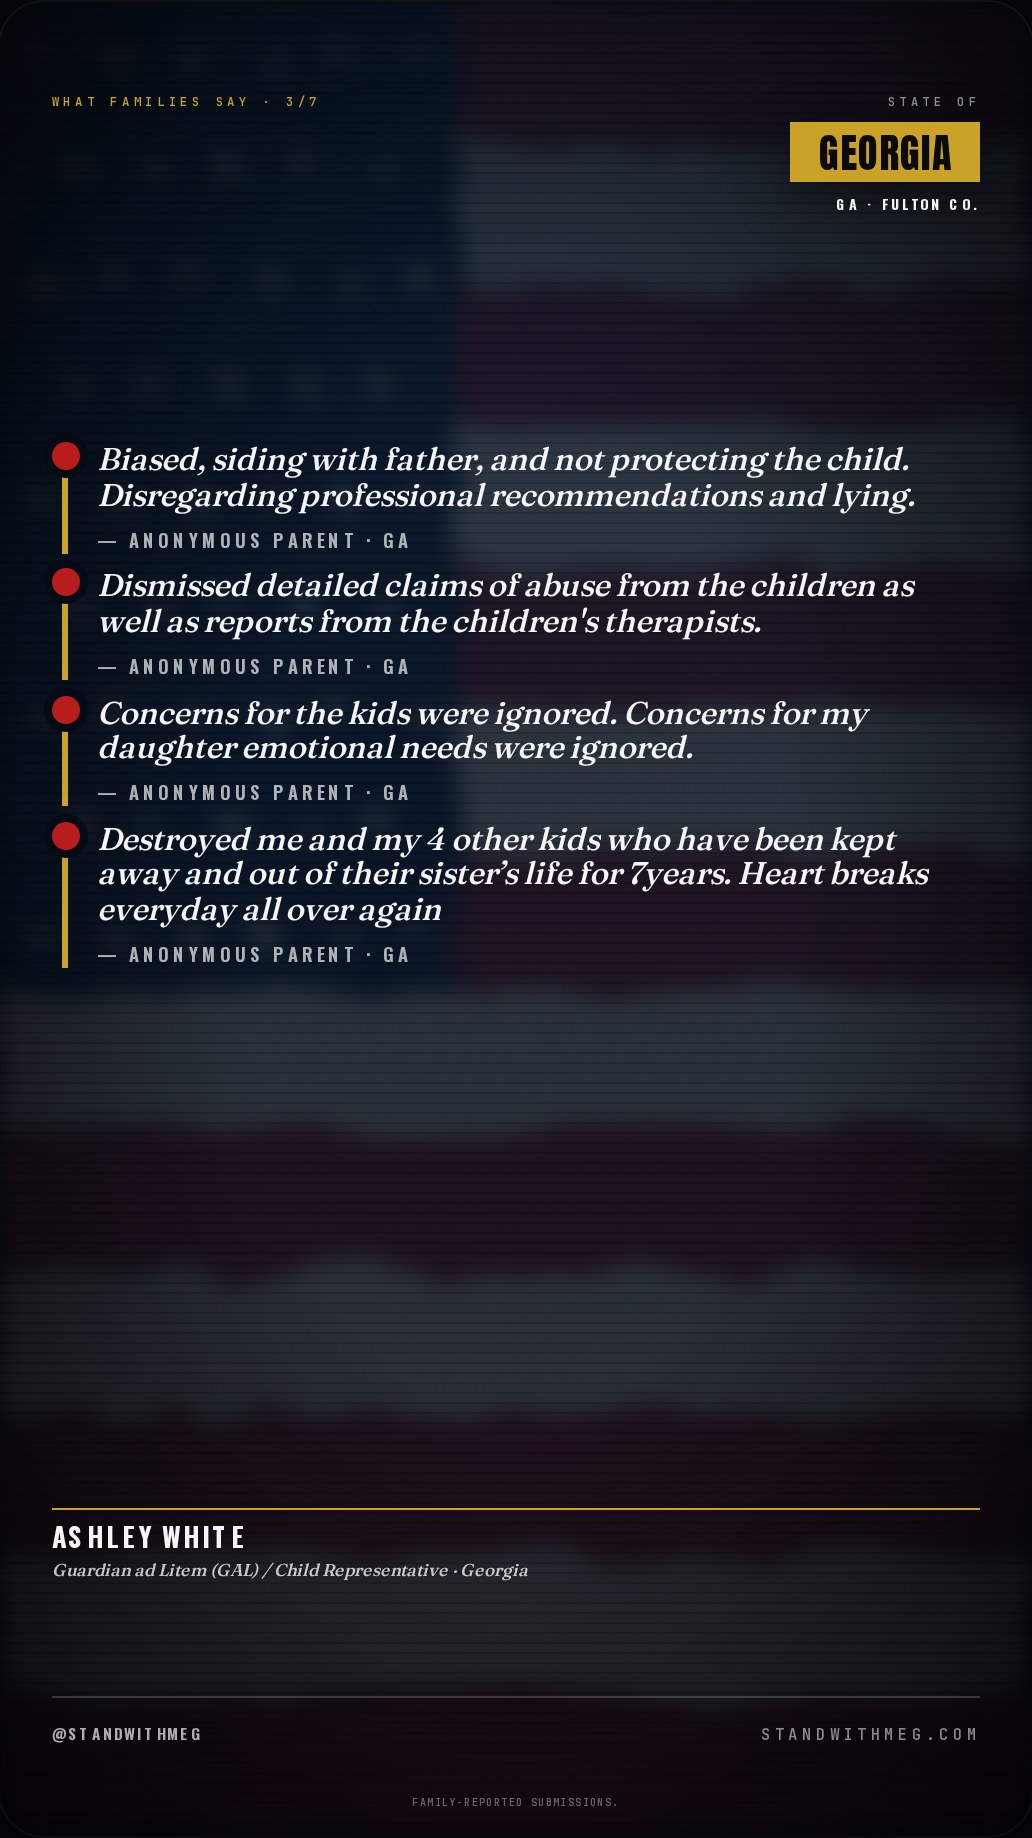 WHAT FAMILIES SAY · 3/7
STATE OF
GEORGIA
GA · FULTON CO.
Biased, siding with father, and not protecting the child.
Disregarding professional recommendations and lying.
— ANONYMOUS PARENT · GA
Dismissed detailed claims of abuse from the children as
well as reports from the children's therapists.
— ANONYMOUS PARENT · GA
Concerns for the kids were ignored. Concerns for my
daughter emotional needs were ignored.
— ANONYMOUS PARENT · GA
Destroyed me and my 4 other kids who have been kept
away and out of their sister’s life for 7years. Heart breaks
everyday all over again
— ANONYMOUS PARENT · GA
ASHLEY WHITE
Guardian ad Litem (GAL) / Child Representative · Georgia
@STANDWITHMEG
STANDWITHMEG.COM
FAMILY-REPORTED SUBMISSIONS.